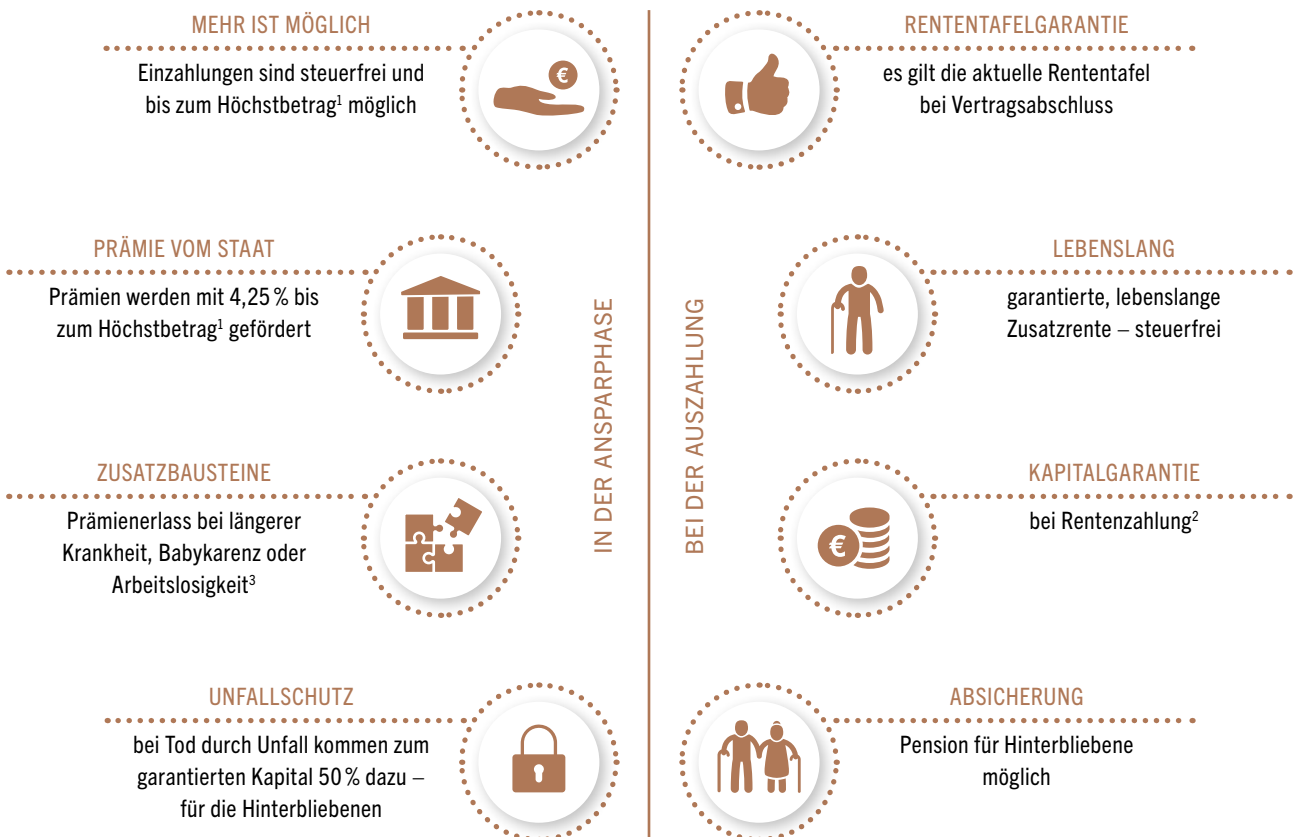 MEHR IST MÖGLICH
Einzahlungen sind steuerfrei und
bis zum Höchstbetrag¹ möglich
€
PRÄMIE VOM STAAT
Prämien werden mit 4,25 % bis
zum Höchstbetrag¹ gefördert
ZUSATZBAUSTEINE
Prämienerlass bei längerer
Krankheit, Babykarenz oder
Arbeitslosigkeit³
UNFALLSCHUTZ
bei Tod durch Unfall kommen zum
garantierten Kapital 50 % dazu –
für die Hinterbliebenen
IN DER ANSPARPHASE
BEI DER AUSZAHLUNG
RENTENTAFELGARANTIE
es gilt die aktuelle Rententafel
bei Vertragsabschluss
LEBENSLANG
garantierte, lebenslange
Zusatzrente – steuerfrei
KAPITALGARANTIE
bei Rentenzahlung²
€
ABSICHERUNG
Pension für Hinterbliebene
möglich